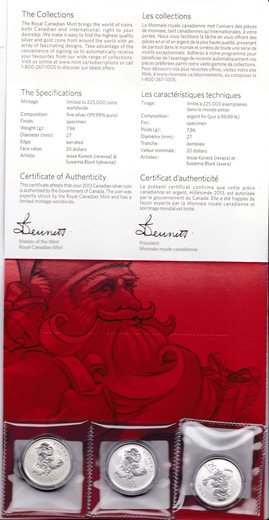 The Collections
The Royal Canadian Mint brings the world of coins,
both Canadian and international, right to your
doorstep. We make it easy to find the highest quality
silver and gold coins from around the world with an
array of fascinating designs. Take advantage of the
convenience of signing up to automatically receive
your favourites from our wide range of collections.
Visit us online at www.mint.ca/subscriptions or call
1-800-267-1005 to discover our latest offers.
The Specifications
Mintage: limited to 225,000 coins
worldwide
Composition: fine silver (99.99% pure)
Finish: specimen
Weight (g): 7.96
Diameter (mm): 27
Edge: serrated
Face value: 20 dollars
Artists: Jesse Koreck (reverse) &
Susanna Blunt (obverse)
Certificate of Authenticity
This certificate attests that your 2013 Canadian silver coin
was authorized by the Government of Canada. The coin was
expertly struck by the Royal Canadian Mint and has a
limited mintage worldwide.
Master of the Mint
Royal Canadian Mint
Les collections
La Monnaie royale canadienne met l'univers des pièces
de monnaie, tant canadiennes qu'internationales, à votre
portée. Nous vous facilitons la tâche en vous offrant des
pièces en or et en argent de la plus haute qualité, provenant
de partout dans le monde et ornées de toute une série de
motifs exceptionnels. Adhérez à notre programme pour
bénéficier de l'avantage de recevoir automatiquement vos
pièces préférées parmi notre vaste gamme de collections.
Pour découvrir nos plus récentes offres, visitez notre site
Web, à www.monnaie.ca/abonnements, ou composez le
1-800-267-1005.
Les caractéristiques techniques
Tirage: limité à 225 000 exemplaires
dans le monde entier
Composition: argent fin (pur à 99,99 %)
Fini: spécimen
Poids (g): 7,96
Diamètre (mm): 27
Tranche: dentelée
Valeur nominale: 20 dollars
Artistes: Jesse Koreck (revers) et
Susanna Blunt (avers)
Certificat d'authenticité
Le présent certificat confirme que cette pièce
canadienne en argent, millésimée 2013, est autorisée
par le gouvernement du Canada. Elle a été frappée de
façon experte par la Monnaie royale canadienne et
son tirage mondial est limité.
Président
Monnaie royale canadienne